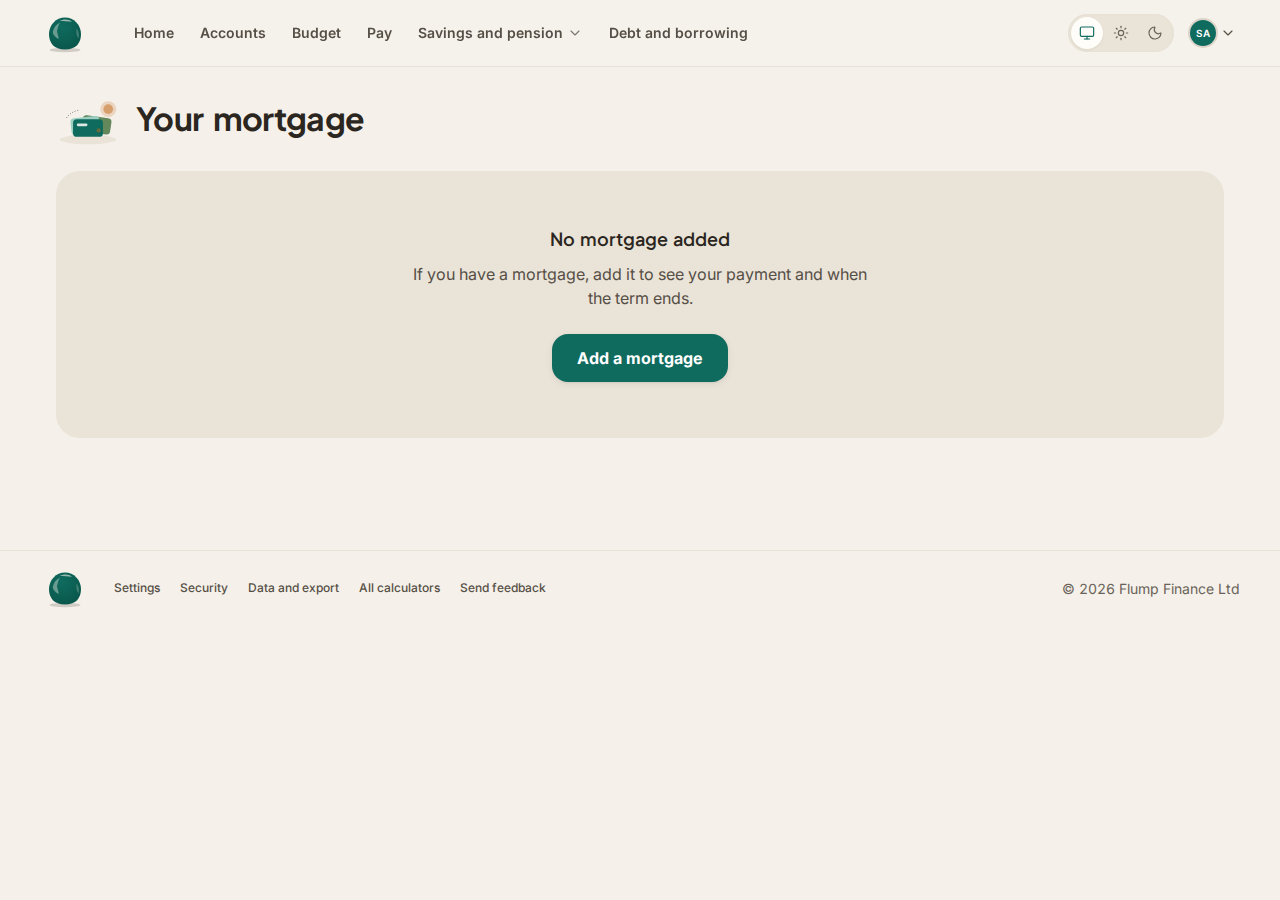 Home Accounts Budget Pay Savings and pension Debt and borrowing SA
Your mortgage
No mortgage added
If you have a mortgage, add it to see your payment and when
the term ends.
Add a mortgage
Settings Security Data and export All calculators Send feedback © 2026 Flump Finance Ltd